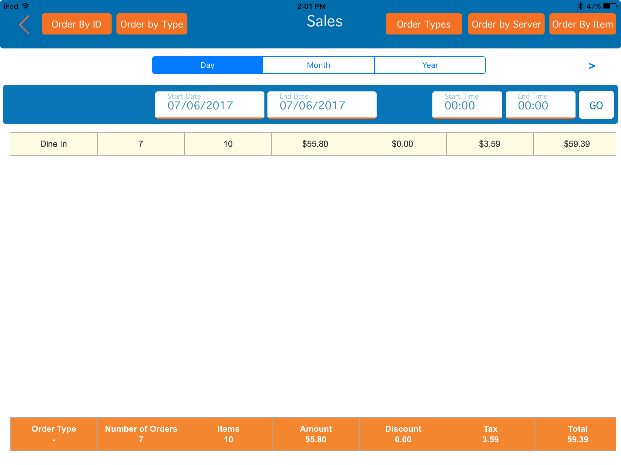 iPad 2:01 PM 47%
Order By ID Order by Type Sales Order Types Order by Server Order By Item
Day Month Year >
Start Date End Date Start Time End Time
07/06/2017 07/06/2017 00:00 00:00 GO
Dine In 7 10 $55.80 $0.00 $3.59 $59.39
Order Type Number of Orders Items Amount Discount Tax Total
- 7 10 55.80 0.00 3.59 59.39